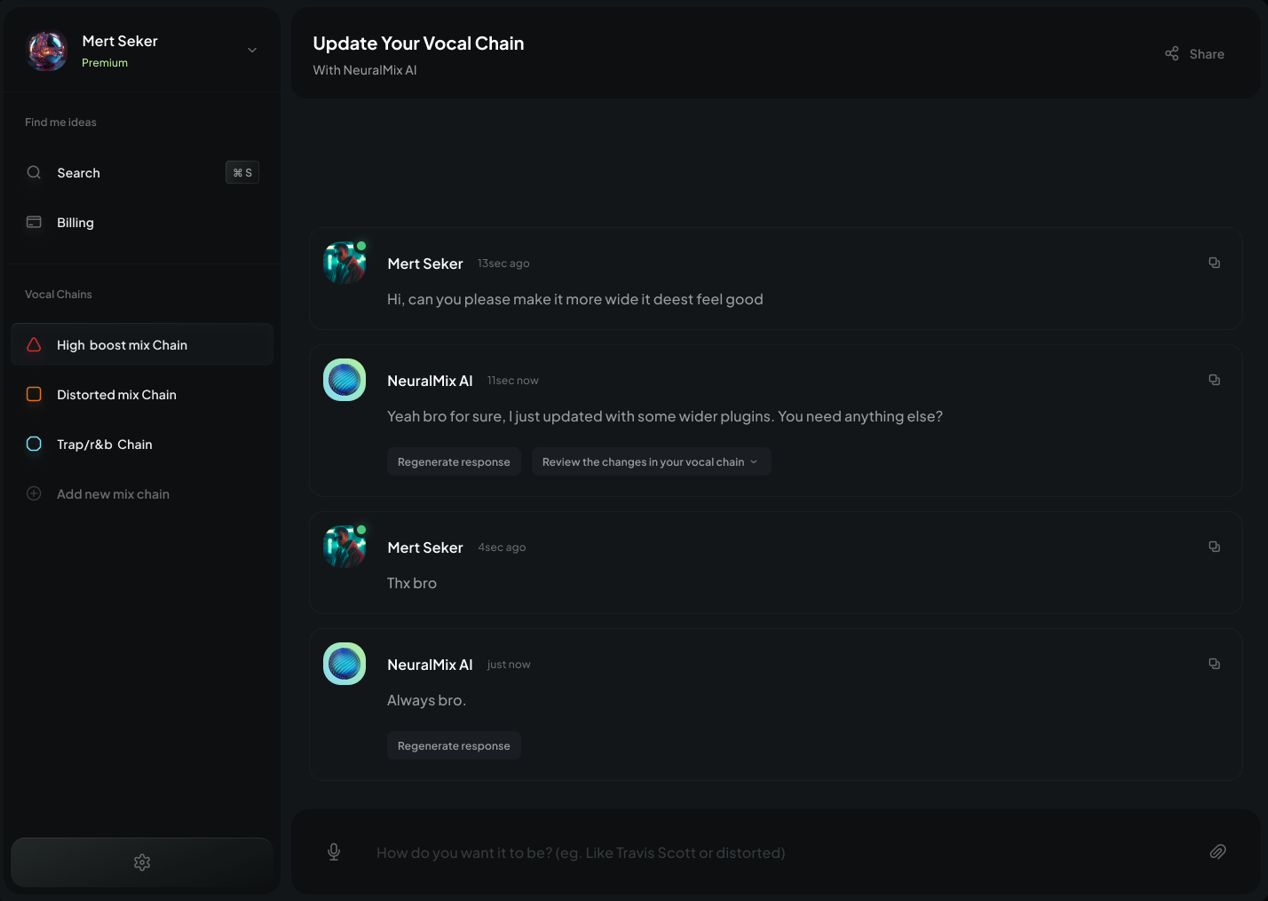 Mert Seker
Premium
Find me ideas
Search
⌘ S
Billing
Vocal Chains
High boost mix Chain
Distorted mix Chain
Trap/r&b Chain
Add new mix chain
Update Your Vocal Chain
With NeuralMix AI
Share
Mert Seker 13sec ago
Hi, can you please make it more wide it deest feel good
NeuralMix AI 11sec now
Yeah bro for sure, I just updated with some wider plugins. You need anything else?
Regenerate response Review the changes in your vocal chain
Mert Seker 4sec ago
Thx bro
NeuralMix AI just now
Always bro.
Regenerate response
How do you want it to be? (eg. Like Travis Scott or distorted)